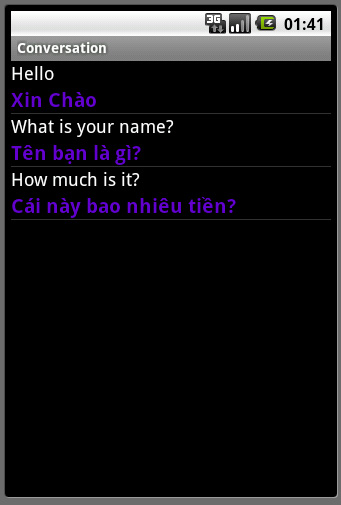 3G 01:41
Conversation
Hello
Xin Chào
What is your name?
Tên bạn là gì?
How much is it?
Cái này bao nhiêu tiền?